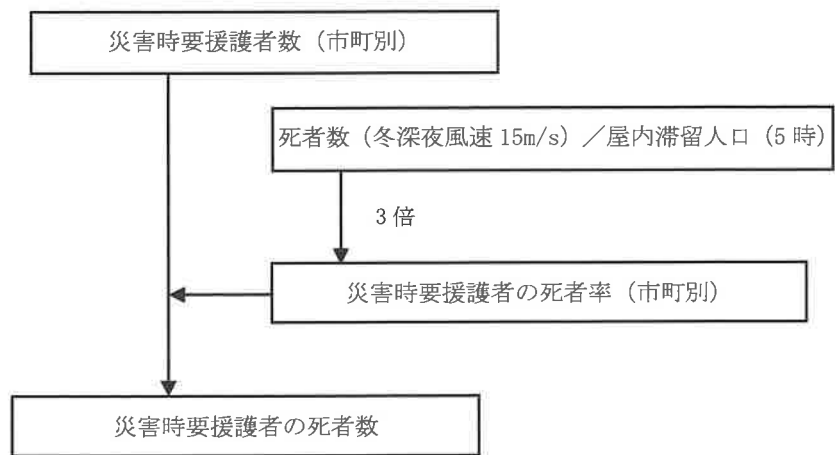 災害時要援護者数（市町別）
死者数（冬深夜風速 15m/s）／屋内滞留人口（5 時）
3 倍
災害時要援護者の死者率（市町別）
災害時要援護者の死者数